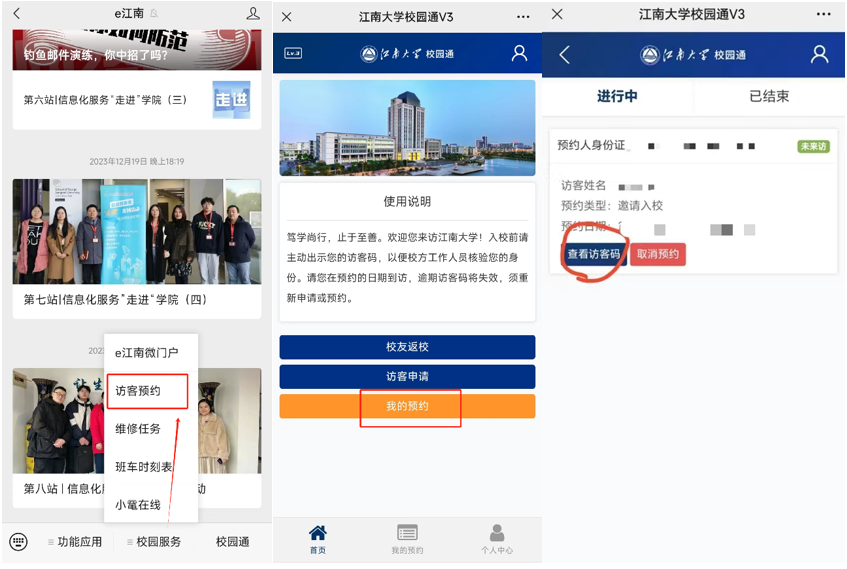 e江南
钓鱼邮件演练，你中招了吗？
第六站|信息化服务“走进”学院（三）
走进
2023年12月19日 晚上18:19
第七站|信息化服务“走进“学院（四）
2023
e江南微门户
访客预约
维修任务
班车时刻表
小鼋在线
第八站 | 信息化
动
功能应用
校园服务
校园通
江南大学校园通V3
Lv.3
江南大学 校园通
使用说明
笃学尚行，止于至善。欢迎您来访江南大学！入校前请
主动出示您的访客码，以便校方工作人员核验您的身
份。请您在预约的日期到访，逾期访客码将失效，须重
新申请或预约。
校友返校
访客申请
我的预约
首页
我的预约
个人中心
江南大学校园通V3
江南大学 校园通
进行中
已结束
预约人身份证
未来访
访客姓名
预约类型：邀请入校
预约日期：
查看访客码
取消预约